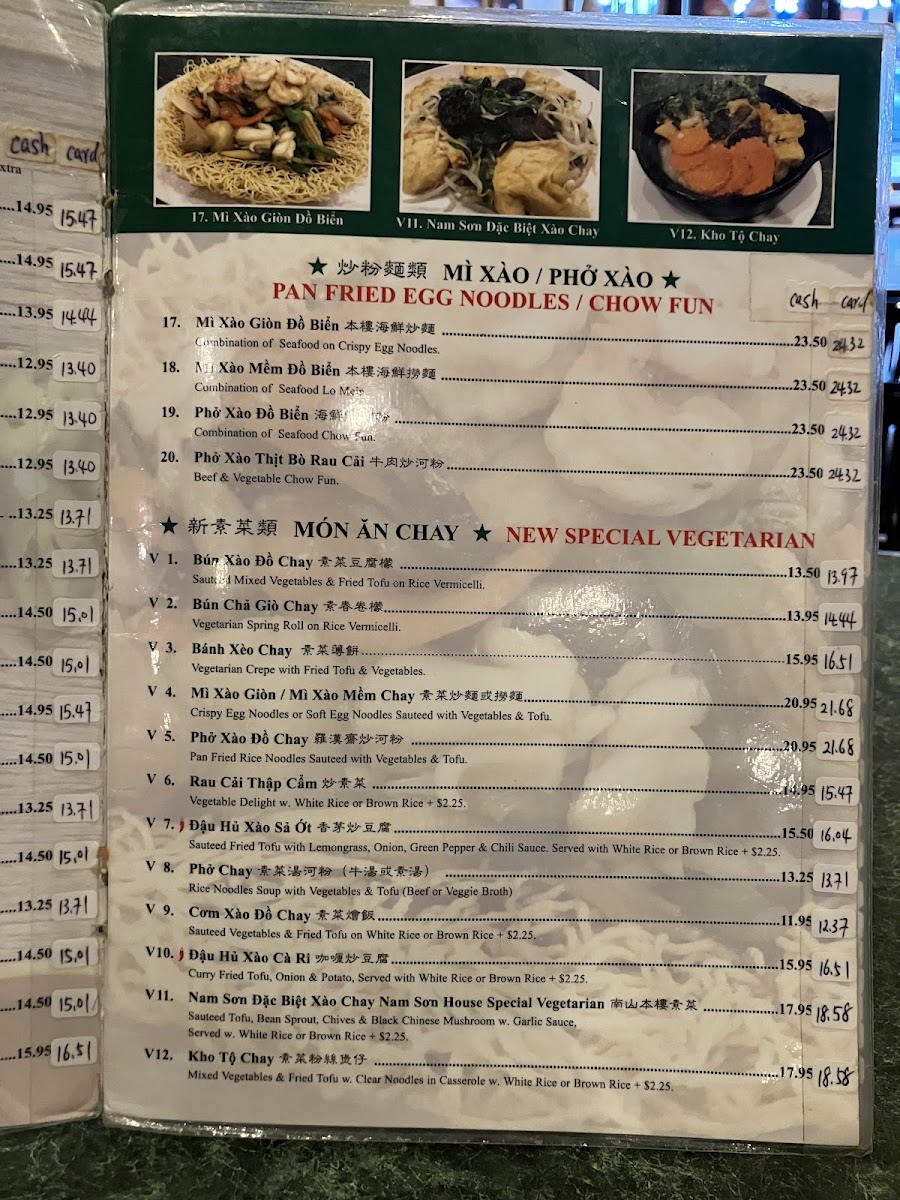 cash card
xtra
....14.95 15.47
....14.95 15.47
....13.95 14.44
....12.95 13.40
....12.95 13.40
....12.95 13.40
...13.25 13.71
....13.25 13.71
....14.50 15.01
....14.50 15.01
....14.95 15.47
....14.50 15.01
....13.25 13.71
....14.50 15.01
....13.25 13.71
....14.50 15.01
....14.50 15.01
....15.95 16.51
17. Mì Xào Giòn Đồ Biển
V11. Nam Sơn Đặc Biệt Xào Chay
V12. Kho Tộ Chay
★ 炒粉麵類 MÌ XÀO / PHỞ XÀO ★
PAN FRIED EGG NOODLES / CHOW FUN
cash card
17. Mì Xào Giòn Đồ Biển 本樓海鮮炒麵 23.50 24.32
Combination of Seafood on Crispy Egg Noodles.
18. Mì Xào Mềm Đồ Biển 本樓海鮮撈麵 23.50 24.32
Combination of Seafood Lo Mein.
19. Phở Xào Đồ Biển 海鮮 粉 23.50 24.32
Combination of Seafood Chow Fun.
20. Phở Xào Thịt Bò Rau Cải 牛肉炒河粉 23.50 24.32
Beef & Vegetable Chow Fun.
★ 新素菜類 MÓN ĂN CHAY ★ NEW SPECIAL VEGETARIAN
V 1. Bún Xào Đồ Chay 素菜豆腐檬 13.50 13.97
Sauteed Mixed Vegetables & Fried Tofu on Rice Vermicelli.
V 2. Bún Chả Giò Chay 素春卷檬 13.95 14.44
Vegetarian Spring Roll on Rice Vermicelli.
V 3. Bánh Xèo Chay 素菜薄餅 15.95 16.51
Vegetarian Crepe with Fried Tofu & Vegetables.
V 4. Mì Xào Giòn / Mì Xào Mềm Chay 素菜炒麵或撈麵 20.95 21.68
Crispy Egg Noodles or Soft Egg Noodles Sauteed with Vegetables & Tofu.
V 5. Phở Xào Đồ Chay 羅漢齋炒河粉 20.95 21.68
Pan Fried Rice Noodles Sauteed with Vegetables & Tofu.
V 6. Rau Cải Thập Cẩm 炒素菜 14.95 15.47
Vegetable Delight w. White Rice or Brown Rice + $2.25.
V 7. Đậu Hủ Xào Sả Ớt 香茅炒豆腐 15.50 16.04
Sauteed Fried Tofu with Lemongrass, Onion, Green Pepper & Chili Sauce. Served with White Rice or Brown Rice + $2.25.
V 8. Phở Chay 素菜湯河粉 (牛湯或素湯) 13.25 13.71
Rice Noodles Soup with Vegetables & Tofu (Beef or Veggie Broth)
V 9. Cơm Xào Đồ Chay 素菜燴飯 11.95 12.37
Sauteed Vegetables & Fried Tofu on White Rice or Brown Rice + $2.25.
V10. Đậu Hủ Xào Cà Ri 咖喱炒豆腐 15.95 16.51
Curry Fried Tofu, Onion & Potato, Served with White Rice or Brown Rice + $2.25.
V11. Nam Sơn Đặc Biệt Xào Chay Nam Sơn House Special Vegetarian 南山本樓素菜 17.95 18.58
Sauteed Tofu, Bean Sprout, Chives & Black Chinese Mushroom w. Garlic Sauce,
Served w. White Rice or Brown Rice + $2.25.
V12. Kho Tộ Chay 素菜粉絲煲仔 17.95 18.58
Mixed Vegetables & Fried Tofu w. Clear Noodles in Casserole w. White Rice or Brown Rice + $2.25.